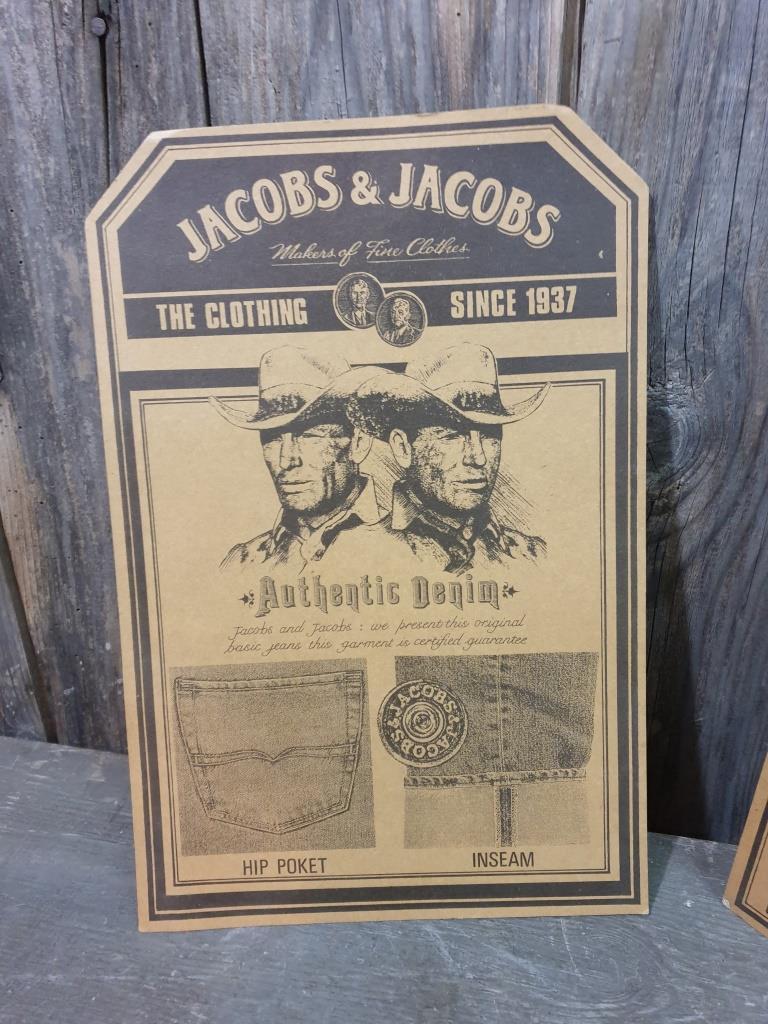 JACOBS & JACOBS
Makers of Fine Clothes
THE CLOTHING SINCE 1937
Authentic Denim
Jacobs and Jacobs : we present this original
basic jeans this garment is certified guarantee
JACOBS & JACOBS &
HIP POKET
INSEAM